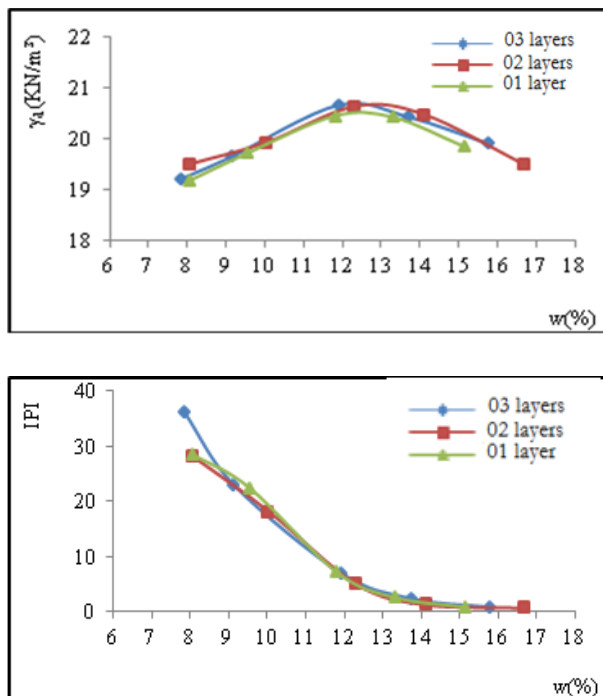 22
21
20
19
18
γd(KN/m³)
03 layers
02 layers
01 layer
6 7 8 9 10 11 12 13 14 15 16 17 18
w(%)
40
30
20
10
0
IPI
03 layers
02 layers
01 layer
6 7 8 9 10 11 12 13 14 15 16 17 18
w(%)